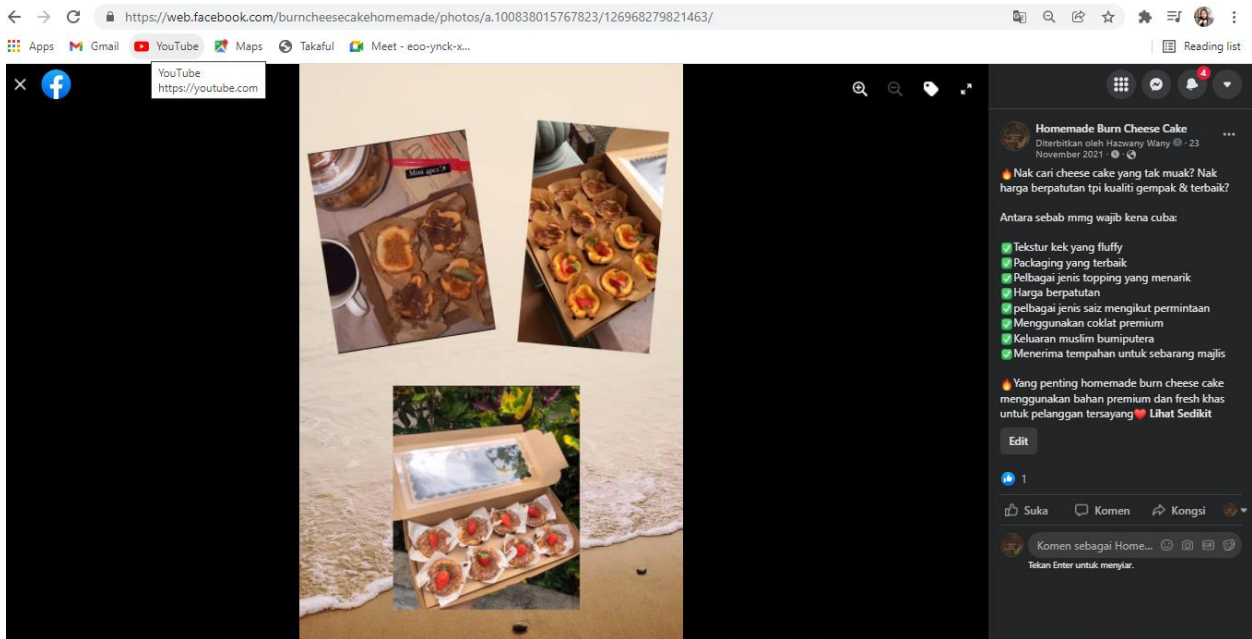 https://web.facebook.com/burncheesecakehomemade/photos/a.100838015767823/126968279821463/
Apps
Gmail
YouTube
Maps
Takaful
Meet - eoo-ynck-x...
Reading list
YouTube
https://youtube.com
Mini 4pcs
4
Homemade Burn Cheese Cake
Diterbitkan oleh Hazwany Wany · 23
November 2021 ·
🔥Nak cari cheese cake yang tak muak? Nak
harga berpatutan tpi kualiti gempak & terbaik?
Antara sebab mmg wajib kena cuba:
✅Tekstur kek yang fluffy
✅Packaging yang terbaik
✅Pelbagai jenis topping yang menarik
✅Harga berpatutan
✅pelbagai jenis saiz mengikut permintaan
✅Menggunakan coklat premium
✅Keluaran muslim bumiputera
✅Menerima tempahan untuk sebarang majlis
🔥Yang penting homemade burn cheese cake
menggunakan bahan premium dan fresh khas
untuk pelanggan tersayang❤️ Lihat Sedikit
Edit
1
Suka
Komen
Kongsi
Komen sebagai Home...
Tekan Enter untuk menyiar.